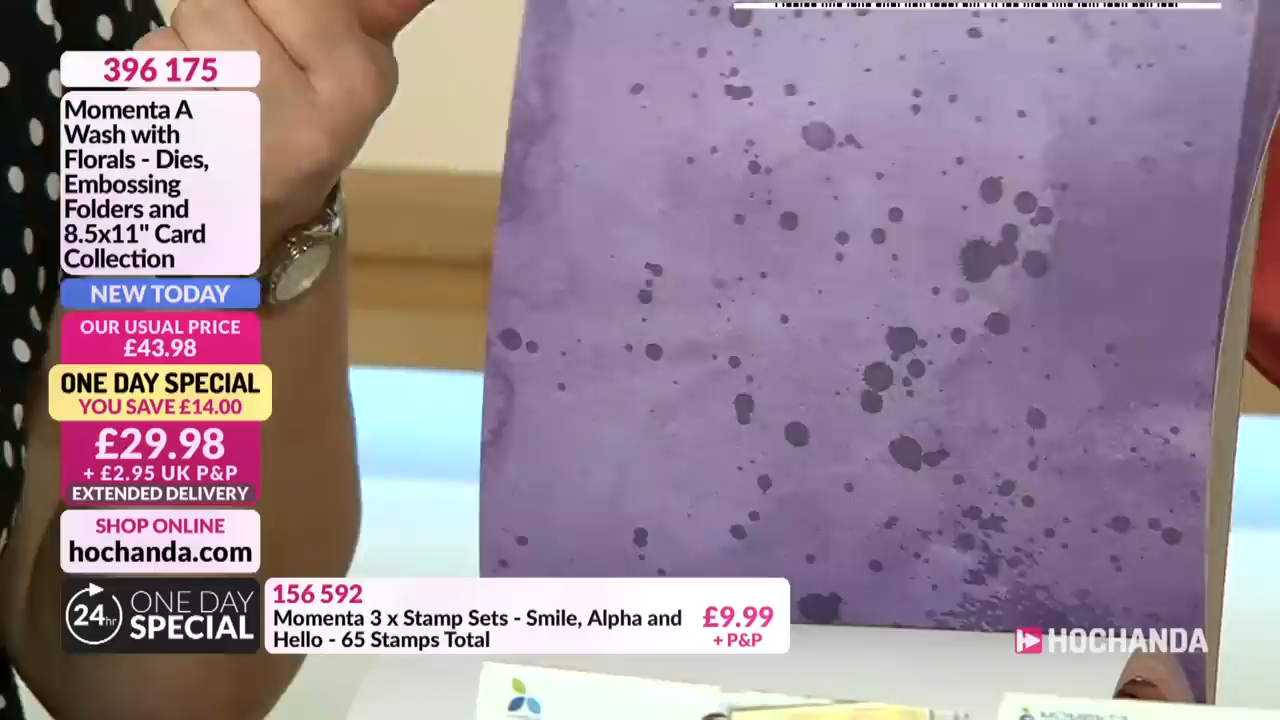 396 175
Momenta A
Wash with
Florals - Dies,
Embossing
Folders and
8.5x11" Card
Collection
NEW TODAY
OUR USUAL PRICE
£43.98
ONE DAY SPECIAL
YOU SAVE £14.00
£29.98
+ £2.95 UK P&P
EXTENDED DELIVERY
SHOP ONLINE
hochanda.com
24hr ONE DAY
SPECIAL
156 592
Momenta 3 x Stamp Sets - Smile, Alpha and
Hello - 65 Stamps Total
£9.99
+ P&P
HOCHANDA
MOMENTA